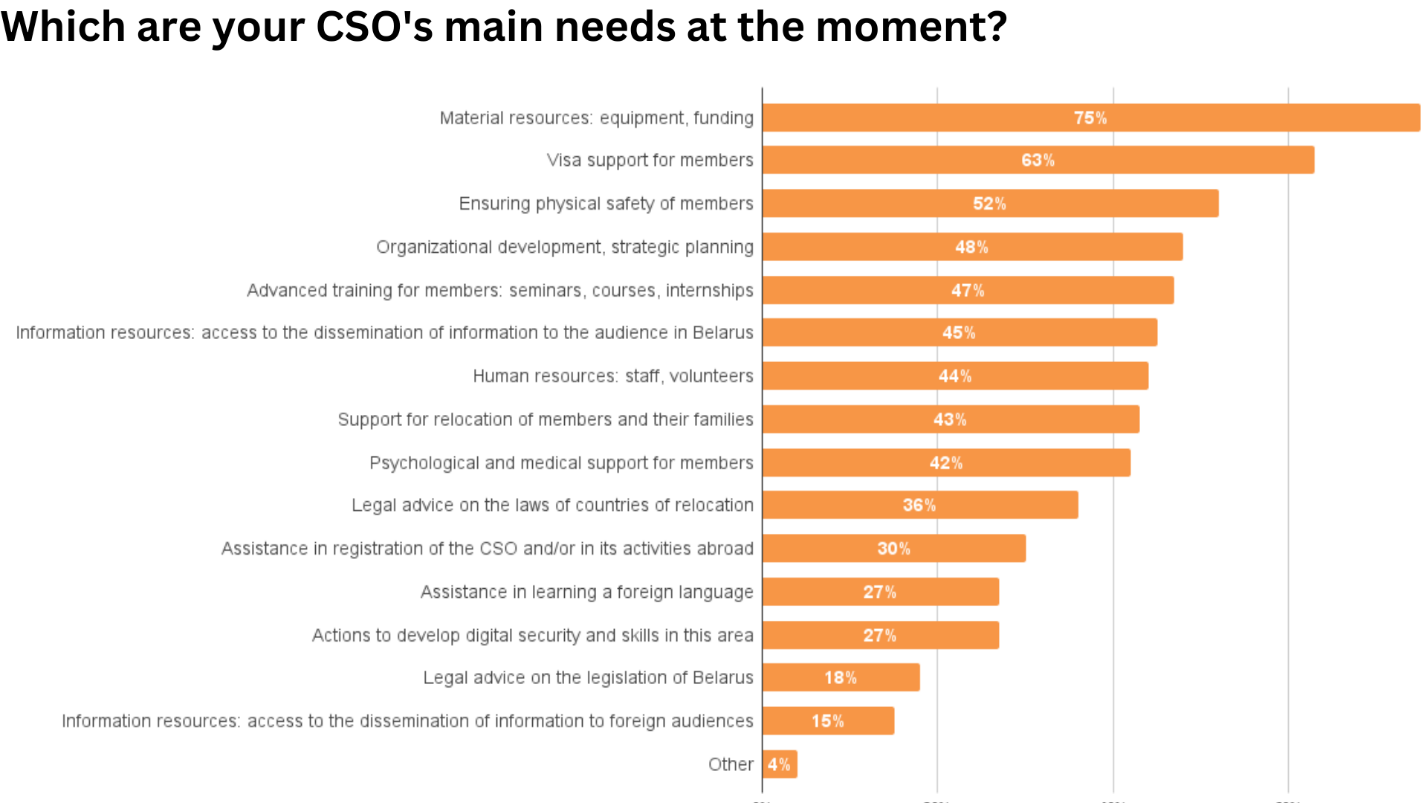 Which are your CSO's main needs at the moment?
Material resources: equipment, funding 75%
Visa support for members 63%
Ensuring physical safety of members 52%
Organizational development, strategic planning 48%
Advanced training for members: seminars, courses, internships 47%
Information resources: access to the dissemination of information to the audience in Belarus 45%
Human resources: staff, volunteers 44%
Support for relocation of members and their families 43%
Psychological and medical support for members 42%
Legal advice on the laws of countries of relocation 36%
Assistance in registration of the CSO and/or in its activities abroad 30%
Assistance in learning a foreign language 27%
Actions to develop digital security and skills in this area 27%
Legal advice on the legislation of Belarus 18%
Information resources: access to the dissemination of information to foreign audiences 15%
Other 4%